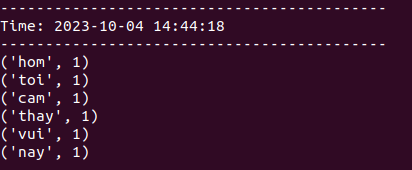 -------------------------------------------
Time: 2023-10-04 14:44:18
-------------------------------------------
('hom', 1)
('toi', 1)
('cam', 1)
('thay', 1)
('vui', 1)
('nay', 1)